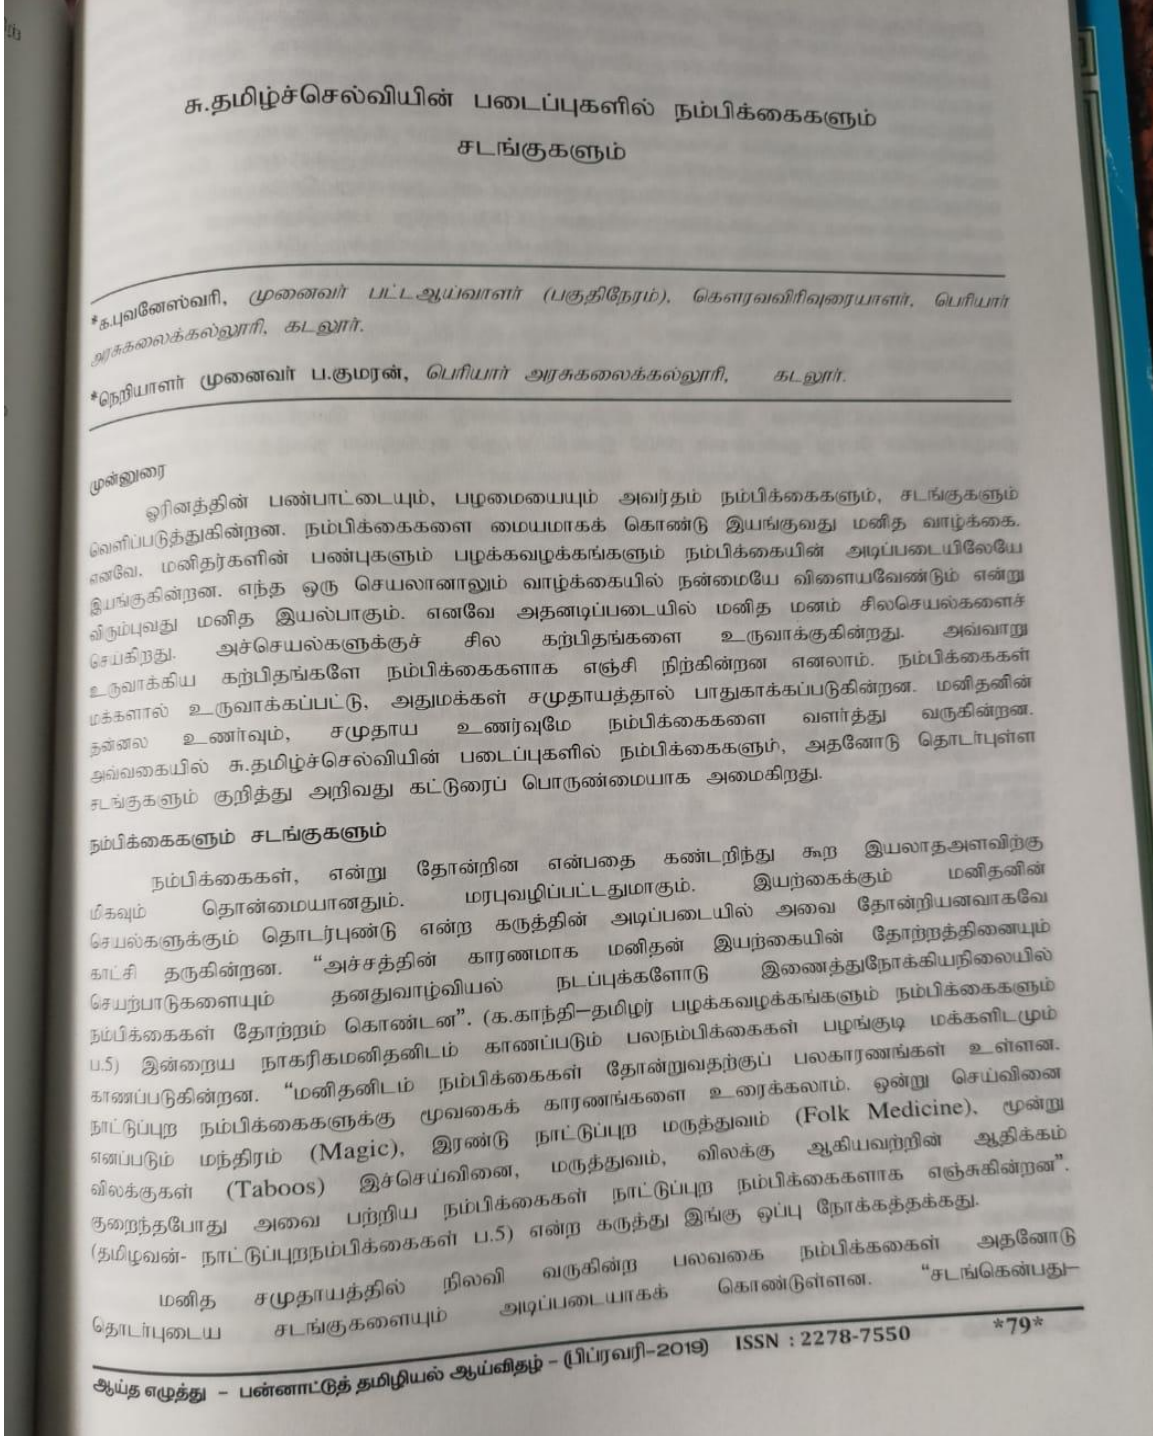 சு.தமிழ்ச்செல்வியின் படைப்புகளில் நம்பிக்கைகளும்
சடங்குகளும்
*க.புவனேஸ்வரி, முனைவர் பட்டஆய்வாளர் (பகுதிநேரம்), கௌரவவிரிவுரையாளர், பெரியார்
அரசுகலைக்கல்லூரி, கடலூர்.
*நெறியாளர் முனைவர் ப.குமரன், பெரியார் அரசுகலைக்கல்லூரி, கடலூர்.
முன்னுரை
ஓரினத்தின் பண்பாட்டையும், பழமையையும் அவர்தம் நம்பிக்கைகளும், சடங்குகளும்
வெளிப்படுத்துகின்றன. நம்பிக்கைகளை மையமாகக் கொண்டு இயங்குவது மனித வாழ்க்கை.
எனவே, மனிதர்களின் பண்புகளும் பழக்கவழக்கங்களும் நம்பிக்கையின் அடிப்படையிலேயே
இயங்குகின்றன. எந்த ஒரு செயலானாலும் வாழ்க்கையில் நன்மையே விளையவேண்டும் என்று
விரும்புவது மனித இயல்பாகும். எனவே அதனடிப்படையில் மனித மனம் சிலசெயல்களைச்
செய்கிறது. அச்செயல்களுக்குச் சில கற்பிதங்களை உருவாக்குகின்றது. அவ்வாறு
உருவாக்கிய கற்பிதங்களே நம்பிக்கைகளாக எஞ்சி நிற்கின்றன எனலாம். நம்பிக்கைகள்
மக்களால் உருவாக்கப்பட்டு, அதுமக்கள் சமுதாயத்தால் பாதுகாக்கப்படுகின்றன. மனிதனின்
தன்னல உணர்வும், சமுதாய உணர்வுமே நம்பிக்கைகளை வளர்த்து வருகின்றன.
அவ்வகையில் சு.தமிழ்ச்செல்வியின் படைப்புகளில் நம்பிக்கைகளும், அதனோடு தொடர்புள்ள
சடங்குகளும் குறித்து அறிவது கட்டுரைப் பொருண்மையாக அமைகிறது.
நம்பிக்கைகளும் சடங்குகளும்
நம்பிக்கைகள், என்று தோன்றின என்பதை கண்டறிந்து கூற இயலாதஅளவிற்கு
மிகவும் தொன்மையானதும். மரபுவழிப்பட்டதுமாகும். இயற்கைக்கும் மனிதனின்
செயல்களுக்கும் தொடர்புண்டு என்ற கருத்தின் அடிப்படையில் அவை தோன்றியனவாகவே
காட்சி தருகின்றன. “அச்சத்தின் காரணமாக மனிதன் இயற்கையின் தோற்றத்தினையும்
செயற்பாடுகளையும் தனதுவாழ்வியல் நடப்புக்களோடு இணைத்துநோக்கியநிலையில்
நம்பிக்கைகள் தோற்றம் கொண்டன”. (க.காந்தி–தமிழர் பழக்கவழக்கங்களும் நம்பிக்கைகளும்
ப.5) இன்றைய நாகரிகமனிதனிடம் காணப்படும் பலநம்பிக்கைகள் பழங்குடி மக்களிடமும்
காணப்படுகின்றன. “மனிதனிடம் நம்பிக்கைகள் தோன்றுவதற்குப் பலகாரணங்கள் உள்ளன.
நாட்டுப்புற நம்பிக்கைகளுக்கு மூவகைக் காரணங்களை உரைக்கலாம். ஒன்று செய்வினை
எனப்படும் மந்திரம் (Magic), இரண்டு நாட்டுப்புற மருத்துவம் (Folk Medicine), மூன்று
விலக்குகள் (Taboos) இச்செய்வினை, மருத்துவம், விலக்கு ஆகியவற்றின் ஆதிக்கம்
குறைந்தபோது அவை பற்றிய நம்பிக்கைகள் நாட்டுப்புற நம்பிக்கைகளாக எஞ்சுகின்றன”.
(தமிழவன்- நாட்டுப்புறநம்பிக்கைகள் ப.5) என்ற கருத்து இங்கு ஒப்பு நோக்கத்தக்கது.
மனித சமுதாயத்தில் நிலவி வருகின்ற பலவகை நம்பிக்ககைகள் அதனோடு
தொடர்புடைய சடங்குகளையும் அடிப்படையாகக் கொண்டுள்ளன. “சடங்கென்பது–
ஆய்த எழுத்து – பன்னாட்டுத் தமிழியல் ஆய்விதழ் – (பிப்ரவரி–2019) ISSN : 2278-7550 *79*